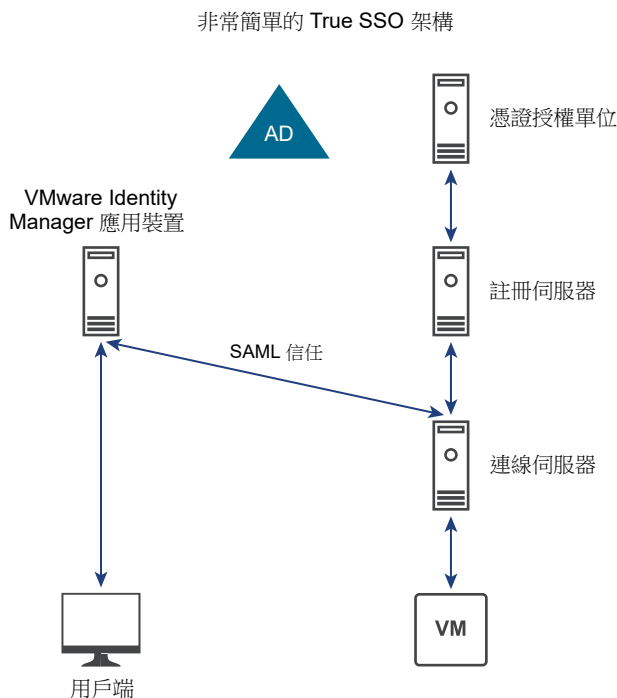 非常簡單的 True SSO 架構
AD
憑證授權單位
VMware Identity
Manager 應用裝置
註冊伺服器
SAML 信任
連線伺服器
VM
用戶端